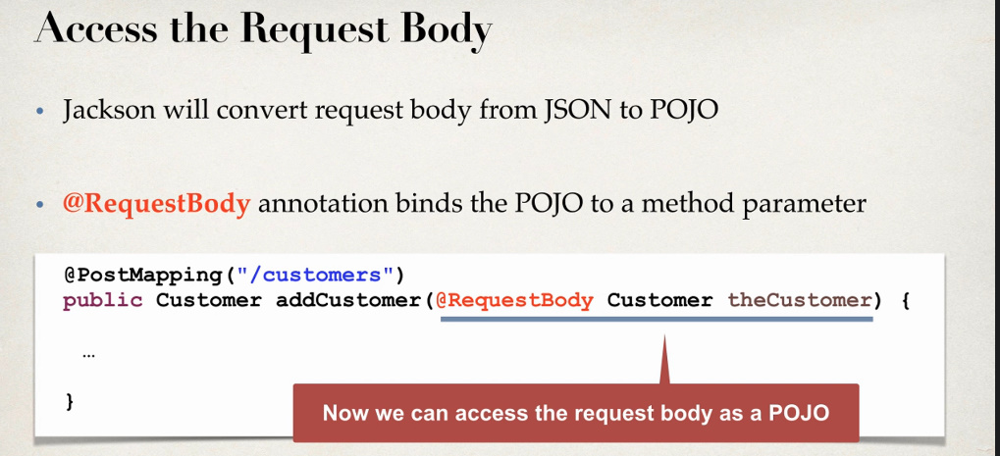 Access the Request Body
• Jackson will convert request body from JSON to POJO
• @RequestBody annotation binds the POJO to a method parameter
@PostMapping("/customers")
public Customer addCustomer(@RequestBody Customer theCustomer) {
...
}
Now we can access the request body as a POJO